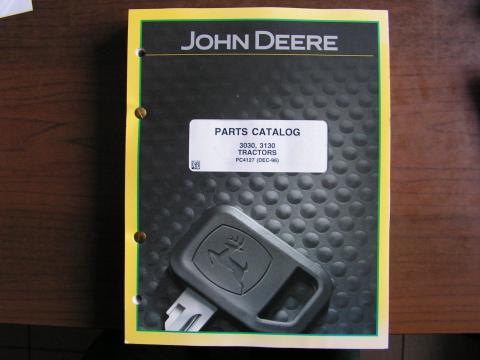 JOHN DEERE
PARTS CATALOG
3030, 3130
TRACTORS
PC4127 (DEC-96)